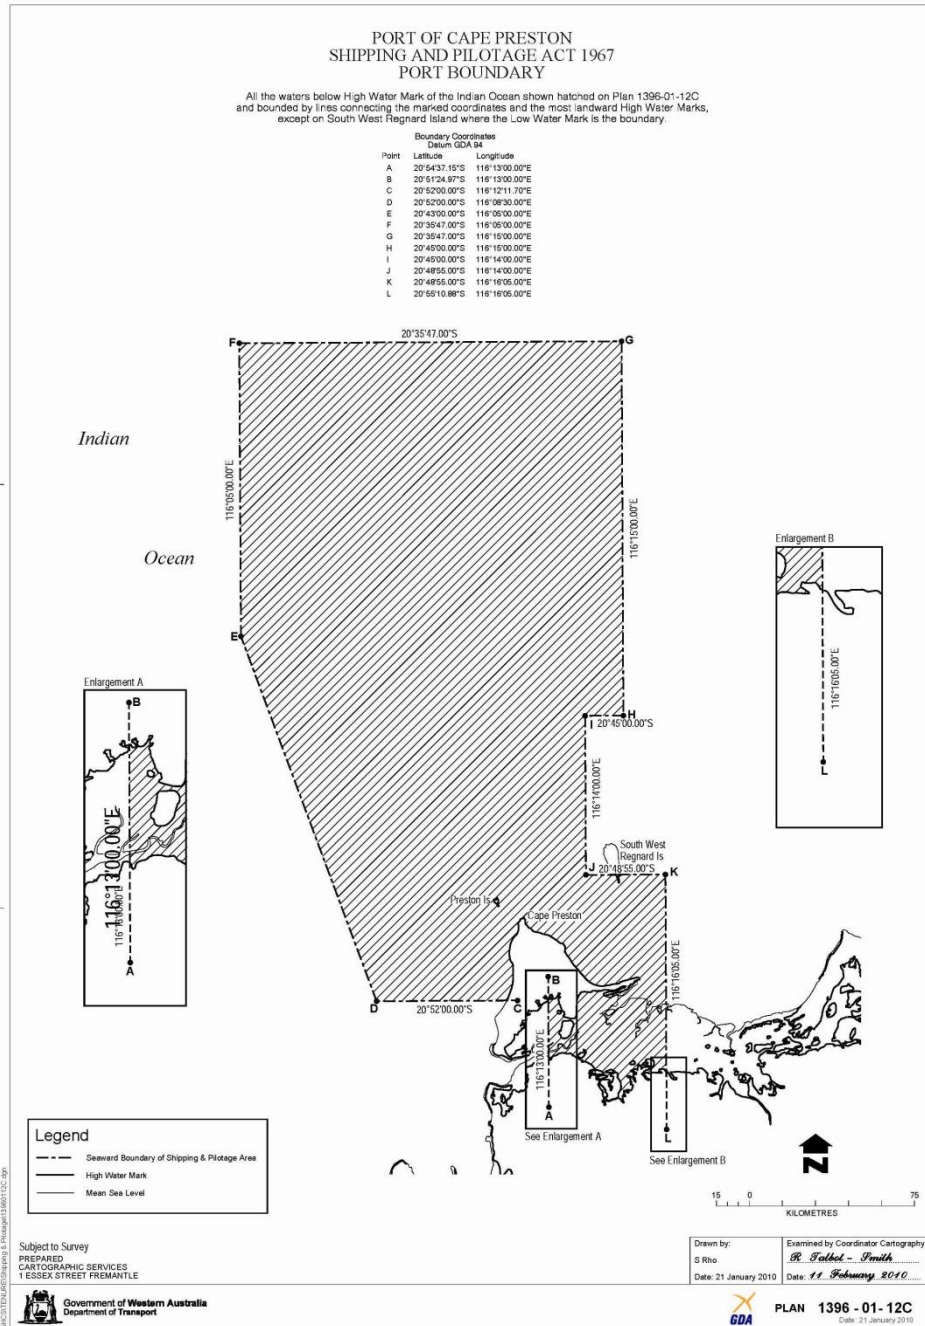 PORT OF CAPE PRESTON
SHIPPING AND PILOTAGE ACT 1967
PORT BOUNDARY
All the waters below High Water Mark of the Indian Ocean shown hatched on Plan 1396-01-12C
and bounded by lines connecting the marked coordinates and the most landward High Water Marks,
except on South West Regnard Island where the Low Water Mark is the boundary.
Boundary Coordinates
Datum GDA 94
Point Latitude Longitude
A 20°54'37.15"S 116°13'00.00"E
B 20°51'24.97"S 116°13'00.00"E
C 20°52'00.00"S 116°12'11.70"E
D 20°52'00.00"S 116°08'30.00"E
E 20°43'00.00"S 116°05'00.00"E
F 20°35'47.00"S 116°05'00.00"E
G 20°35'47.00"S 116°15'00.00"E
H 20°45'00.00"S 116°15'00.00"E
I 20°45'00.00"S 116°14'00.00"E
J 20°48'55.00"S 116°14'00.00"E
K 20°48'55.00"S 116°16'05.00"E
L 20°55'10.88"S 116°16'05.00"E
20°35'47.00"S
F
G
Indian
116°05'00.00"E
116°15'00.00"E
Ocean
Enlargement B
116°16'05.00"E
L
E
Enlargement A
B
116°13'00.00"E
116°13'00.00"E
A
H
I
20°45'00.00"S
116°14'00.00"E
South West
Regnard Is
J
20°48'55.00"S
K
Preston Is
Cape Preston
116°16'05.00"E
B
D
20°52'00.00"S
C
116°13'00.00"E
A
L
See Enlargement A
See Enlargement B
N
Legend
Seaward Boundary of Shipping & Pilotage Area
High Water Mark
Mean Sea Level
15 0 75
KILOMETRES
Subject to Survey
PREPARED
CARTOGRAPHIC SERVICES
1 ESSEX STREET FREMANTLE
Drawn by:
S Rho
Date: 21 January 2010
Examined by Coordinator Cartography
R Talbot - Smith
Date: 11 February 2010
Government of Western Australia
Department of Transport
GDA
PLAN 1396 - 01 - 12C
Date: 21 January 2010